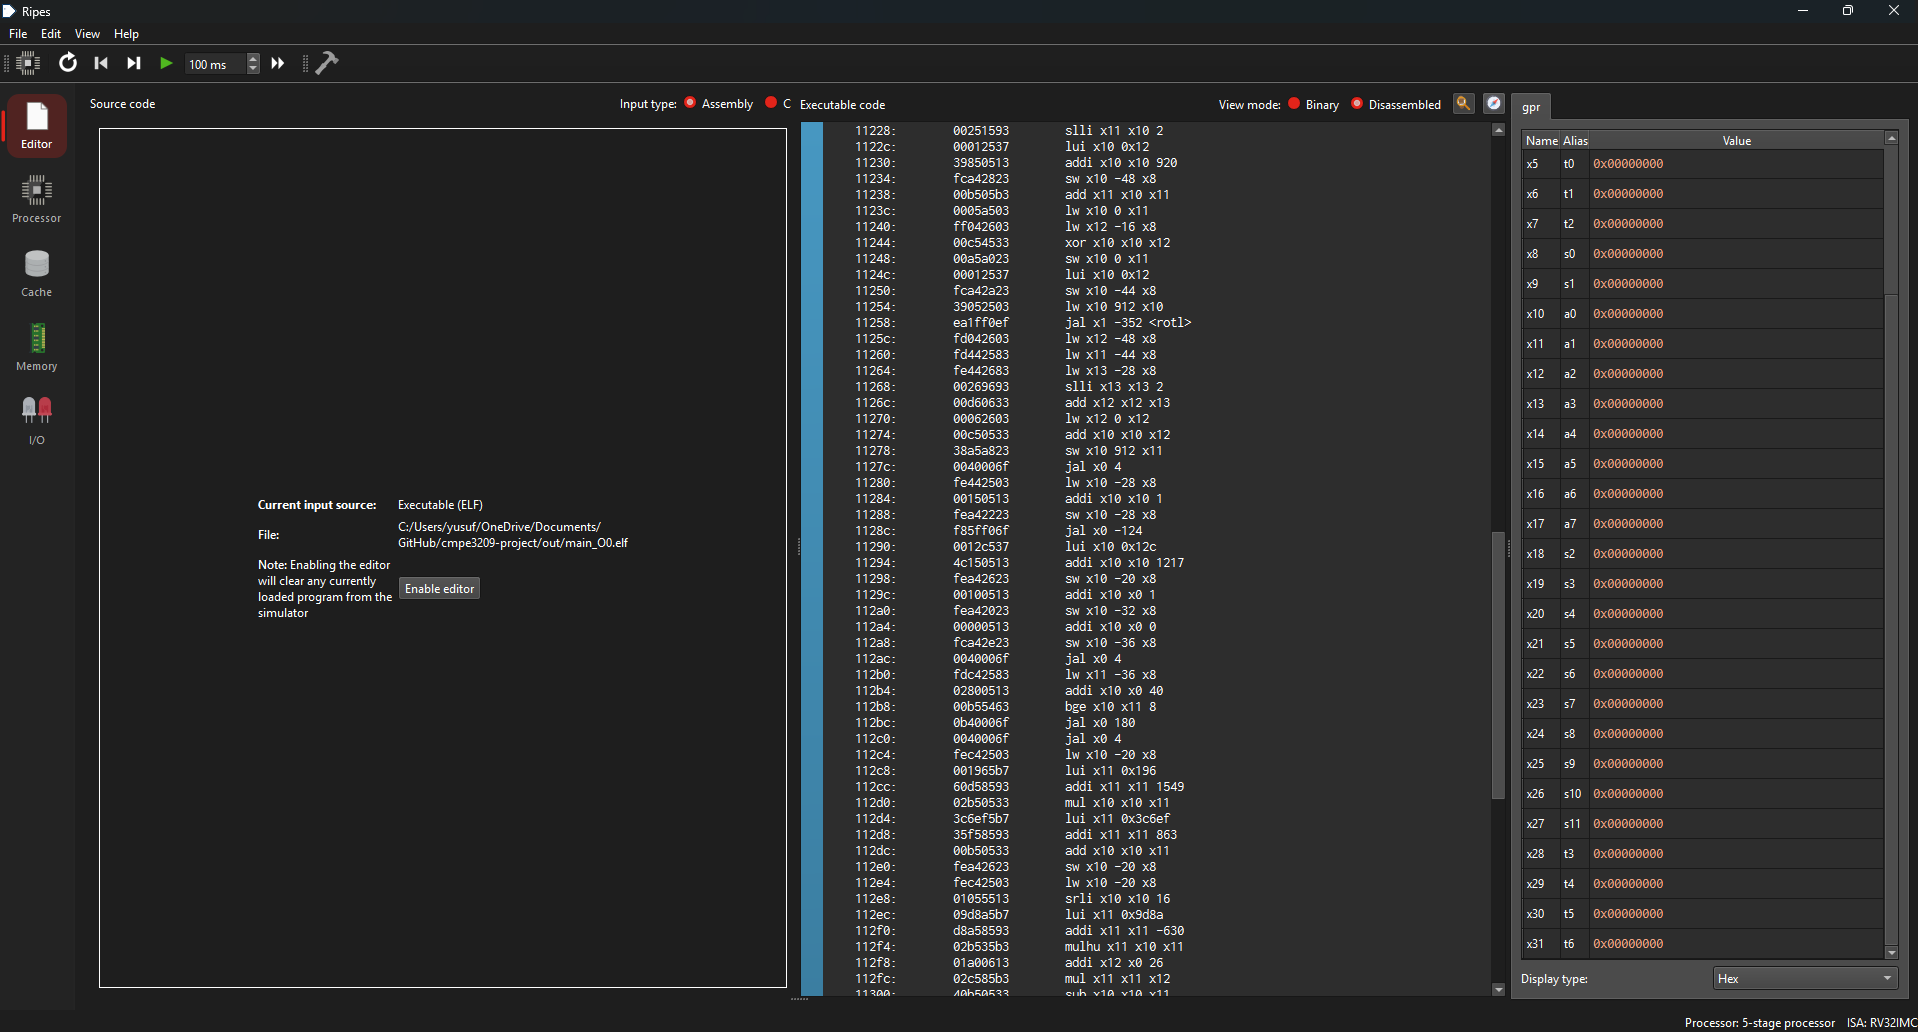 Ripes
File Edit View Help
100 ms
Editor
Processor
Cache
Memory
I/O
Source code
Input type: Assembly C
Current input source: Executable (ELF)
File: C:/Users/yusuf/OneDrive/Documents/
GitHub/cmpe3209-project/out/main_O0.elf
Note: Enabling the editor
will clear any currently
loaded program from the
simulator
Enable editor
Executable code
View mode: Binary Disassembled
11228: 00251593 slli x11 x10 2
1122c: 00012537 lui x10 0x12
11230: 39850513 addi x10 x10 920
11234: fca42823 sw x10 -48 x8
11238: 00b505b3 add x11 x10 x11
1123c: 0005a503 lw x10 0 x11
11240: ff042603 lw x12 -16 x8
11244: 00c54533 xor x10 x10 x12
11248: 00a5a023 sw x10 0 x11
1124c: 00012537 lui x10 0x12
11250: fca42a23 sw x10 -44 x8
11254: 39052503 lw x10 912 x10
11258: ea1ff0ef jal x1 -352 <rotl>
1125c: fd042603 lw x12 -48 x8
11260: fd442583 lw x11 -44 x8
11264: fe442683 lw x13 -28 x8
11268: 00269693 slli x13 x13 2
1126c: 00d60633 add x12 x12 x13
11270: 00062603 lw x12 0 x12
11274: 00c50533 add x10 x10 x12
11278: 38a5a823 sw x10 912 x11
1127c: 0040006f jal x0 4
11280: fe442503 lw x10 -28 x8
11284: 00150513 addi x10 x10 1
11288: fea42223 sw x10 -28 x8
1128c: f85ff06f jal x0 -124
11290: 0012c537 lui x10 0x12c
11294: 4c150513 addi x10 x10 1217
11298: fea42623 sw x10 -20 x8
1129c: 00100513 addi x10 x0 1
112a0: fea42023 sw x10 -32 x8
112a4: 00000513 addi x10 x0 0
112a8: fca42e23 sw x10 -36 x8
112ac: 0040006f jal x0 4
112b0: fdc42583 lw x11 -36 x8
112b4: 02800513 addi x10 x0 40
112b8: 00b55463 bge x10 x11 8
112bc: 0b40006f jal x0 180
112c0: 0040006f jal x0 4
112c4: fec42503 lw x10 -20 x8
112c8: 001965b7 lui x11 0x196
112cc: 60d58593 addi x11 x11 1549
112d0: 02b50533 mul x10 x10 x11
112d4: 3c6ef5b7 lui x11 0x3c6ef
112d8: 35f58593 addi x11 x11 863
112dc: 00b50533 add x10 x10 x11
112e0: fea42623 sw x10 -20 x8
112e4: fec42503 lw x10 -20 x8
112e8: 01055513 srli x10 x10 16
112ec: 09d8a5b7 lui x11 0x9d8a
112f0: d8a58593 addi x11 x11 -630
112f4: 02b535b3 mulhu x11 x10 x11
112f8: 01a00613 addi x12 x0 26
112fc: 02c585b3 mul x11 x11 x12
11300: 40b50533 sub x10 x10 x11
gpr
Name Alias Value
x5 t0 0x00000000
x6 t1 0x00000000
x7 t2 0x00000000
x8 s0 0x00000000
x9 s1 0x00000000
x10 a0 0x00000000
x11 a1 0x00000000
x12 a2 0x00000000
x13 a3 0x00000000
x14 a4 0x00000000
x15 a5 0x00000000
x16 a6 0x00000000
x17 a7 0x00000000
x18 s2 0x00000000
x19 s3 0x00000000
x20 s4 0x00000000
x21 s5 0x00000000
x22 s6 0x00000000
x23 s7 0x00000000
x24 s8 0x00000000
x25 s9 0x00000000
x26 s10 0x00000000
x27 s11 0x00000000
x28 t3 0x00000000
x29 t4 0x00000000
x30 t5 0x00000000
x31 t6 0x00000000
Display type: Hex
Processor: 5-stage processor ISA: RV32IMC